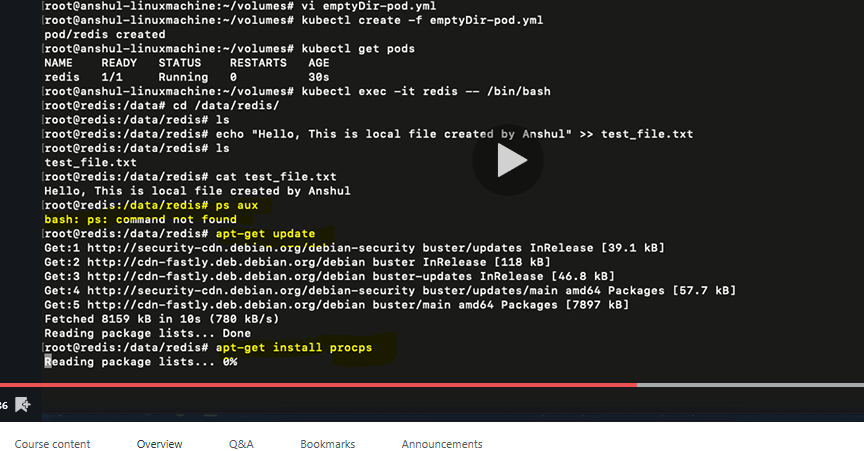 root@anshul-linuxmachine:~/volumes# vi emptyDir-pod.yml
root@anshul-linuxmachine:~/volumes# kubectl create -f emptyDir-pod.yml
pod/redis created
root@anshul-linuxmachine:~/volumes# kubectl get pods
NAME READY STATUS RESTARTS AGE
redis 1/1 Running 0 30s
root@anshul-linuxmachine:~/volumes# kubectl exec -it redis -- /bin/bash
root@redis:/data# cd /data/redis/
root@redis:/data/redis# ls
root@redis:/data/redis# echo "Hello, This is local file created by Anshul" >> test_file.txt
root@redis:/data/redis# ls
test_file.txt
root@redis:/data/redis# cat test_file.txt
Hello, This is local file created by Anshul
root@redis:/data/redis# ps aux
bash: ps: command not found
root@redis:/data/redis# apt-get update
Get:1 http://security-cdn.debian.org/debian-security buster/updates InRelease [39.1 kB]
Get:2 http://cdn-fastly.deb.debian.org/debian buster InRelease [118 kB]
Get:3 http://cdn-fastly.deb.debian.org/debian buster-updates InRelease [46.8 kB]
Get:4 http://security-cdn.debian.org/debian-security buster/updates/main amd64 Packages [57.7 kB]
Get:5 http://cdn-fastly.deb.debian.org/debian buster/main amd64 Packages [7897 kB]
Fetched 8159 kB in 10s (780 kB/s)
Reading package lists... Done
root@redis:/data/redis# apt-get install procps
Reading package lists... 0%
Course content Overview Q&A Bookmarks Announcements